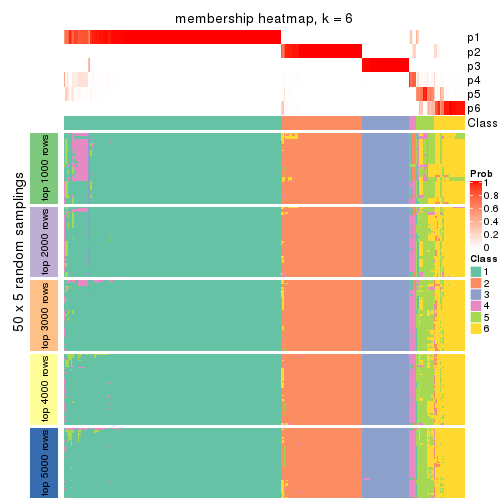 membership heatmap, k = 6
p1
p2
p3
p4
p5
p6
Class
50 x 5 random samplings
top 1000 rows
top 2000 rows
top 3000 rows
top 4000 rows
top 5000 rows
Prob
1
0.8
0.6
0.4
0.2
0
Class
1
2
3
4
5
6